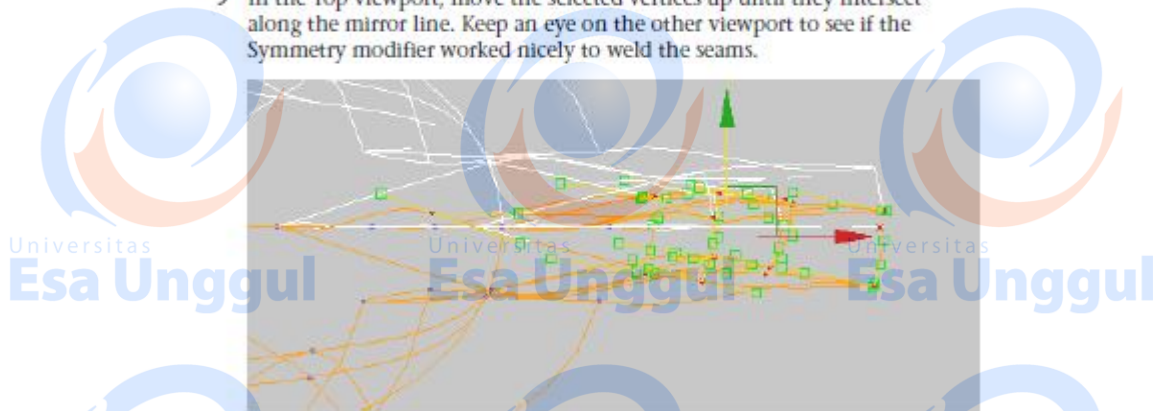 In the Top viewport, move the selected vertices up until they intersect
along the mirror line. Keep an eye on the other viewport to see if the
Symmetry modifier worked nicely to weld the seams.
Universitas Universitas Universitas
Esa Unggul Esa Unggul Esa Unggul